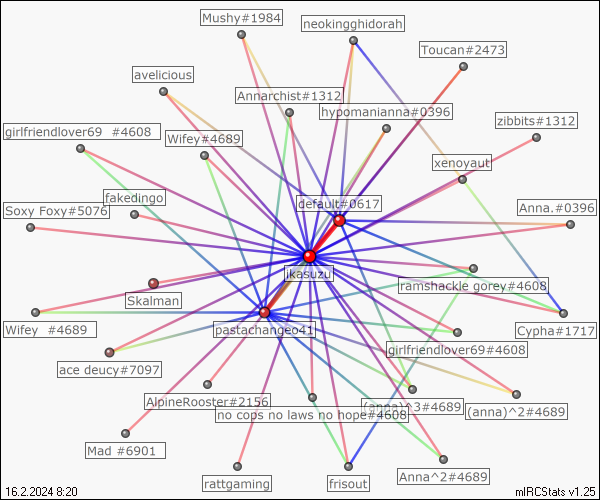 Mushy#1984
neokingghidorah
Toucan#2473
avelicious
Annarchist#1312
hypomanianna#0396
zibbits#1312
girlfriendlover69 #4608
Wifey#4689
xenoyaut
fakedingo
default#0617
Soxy Foxy#5076
Anna.#0396
jkasuzu
ramshackle gorey#4608
Skalman
Wifey #4689
pastachangeo41
Cypha#1717
girlfriendlover69#4608
ace deucy#7097
AlpineRooster#2156
(anna)^3#4689
(anna)^2#4689
no cops no laws no hope#4608
Mad #6901
rattgaming
frisout
Anna^2#4689
16.2.2024 8:20
mIRCStats v1.25